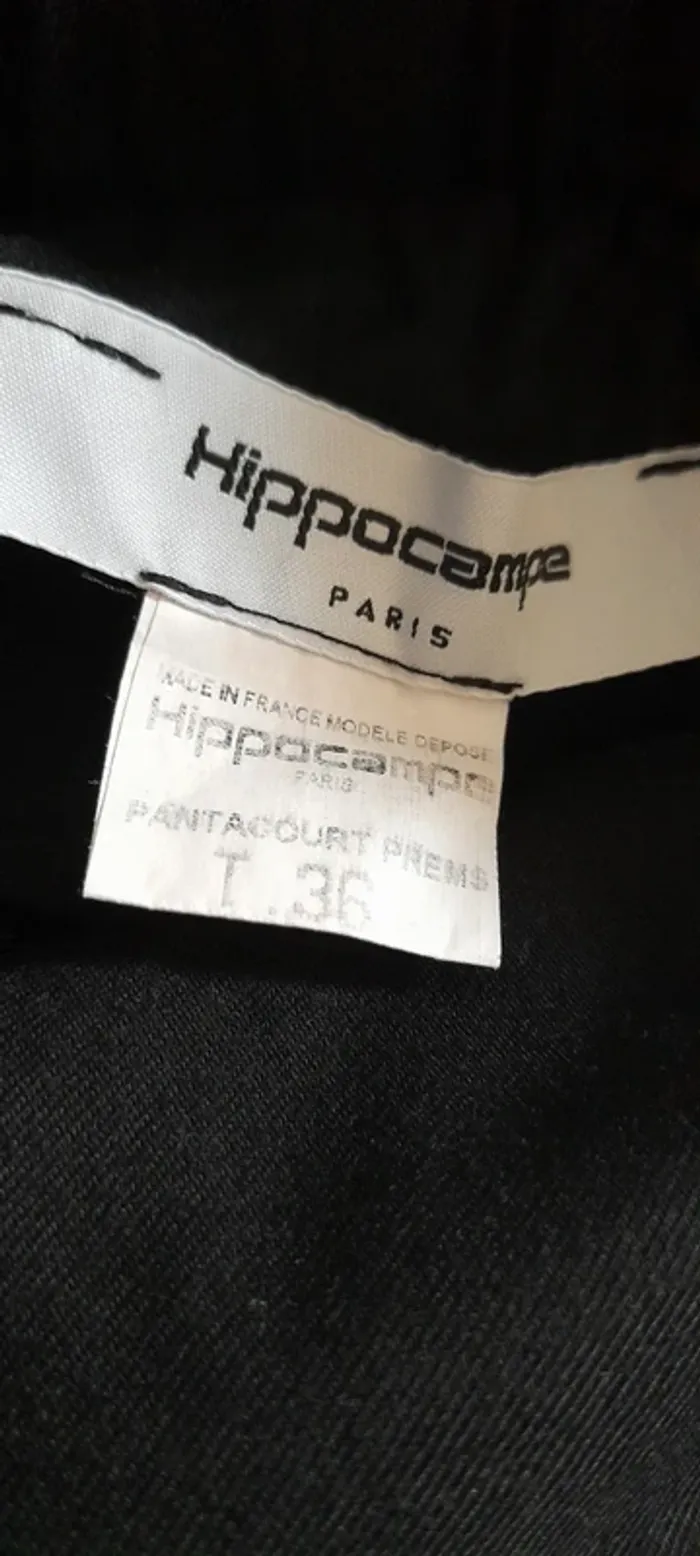 Hippocampe
PARIS
MADE IN FRANCE MODELE DEPOSE
Hippocampe
PARIS
PANTACOURT PREMS
T.36